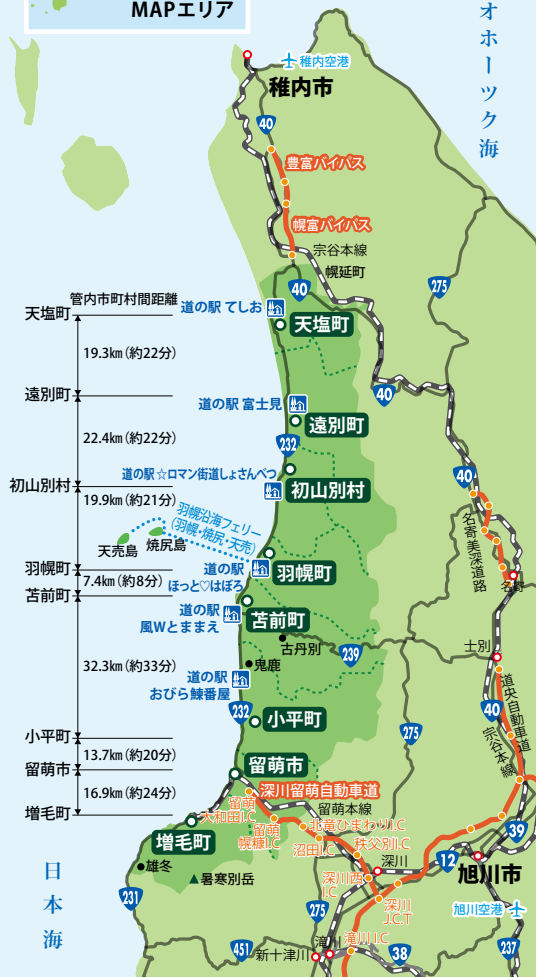 MAPエリア
オホーツク海
稚内空港
稚内市
40
豊富バイパス
幌富バイパス
宗谷本線
幌延町
275
40
管内市町村間距離
道の駅 てしお
天塩町
天塩町
19.3㎞(約22分)
40
遠別町
道の駅 富士見
遠別町
22.4㎞(約22分)
232
道の駅☆ロマン街道しょさんべつ
40
初山別村
初山別村
19.9㎞(約21分)
羽幌沿海フェリー
(羽幌・焼尻・天売)
名寄美深道路
天売島
焼尻島
羽幌町
道の駅
ほっと♡はぼろ
羽幌町
名寄
7.4㎞(約8分)
苫前町
道の駅
風Wとままえ
苫前町
古丹別
239
士別
鬼鹿
32.3㎞(約33分)
道の駅
おびら鰊番屋
道央自動車道
232
小平町
40
宗谷本線
275
小平町
13.7㎞(約20分)
留萌市
留萌市
16.9㎞(約24分)
深川留萌自動車道
留萌
大和田I.C
留萌本線
増毛町
増毛町
留萌
幌糠I.C
北竜ひまわりI.C
沼田I.C
秩父別I.C
39
12
雄冬
深川
旭川市
暑寒別岳
深川西
I.C
231
275
深川
J.C.T
旭川空港
日本海
滝川
滝川I.C
451
新十津川
38
237